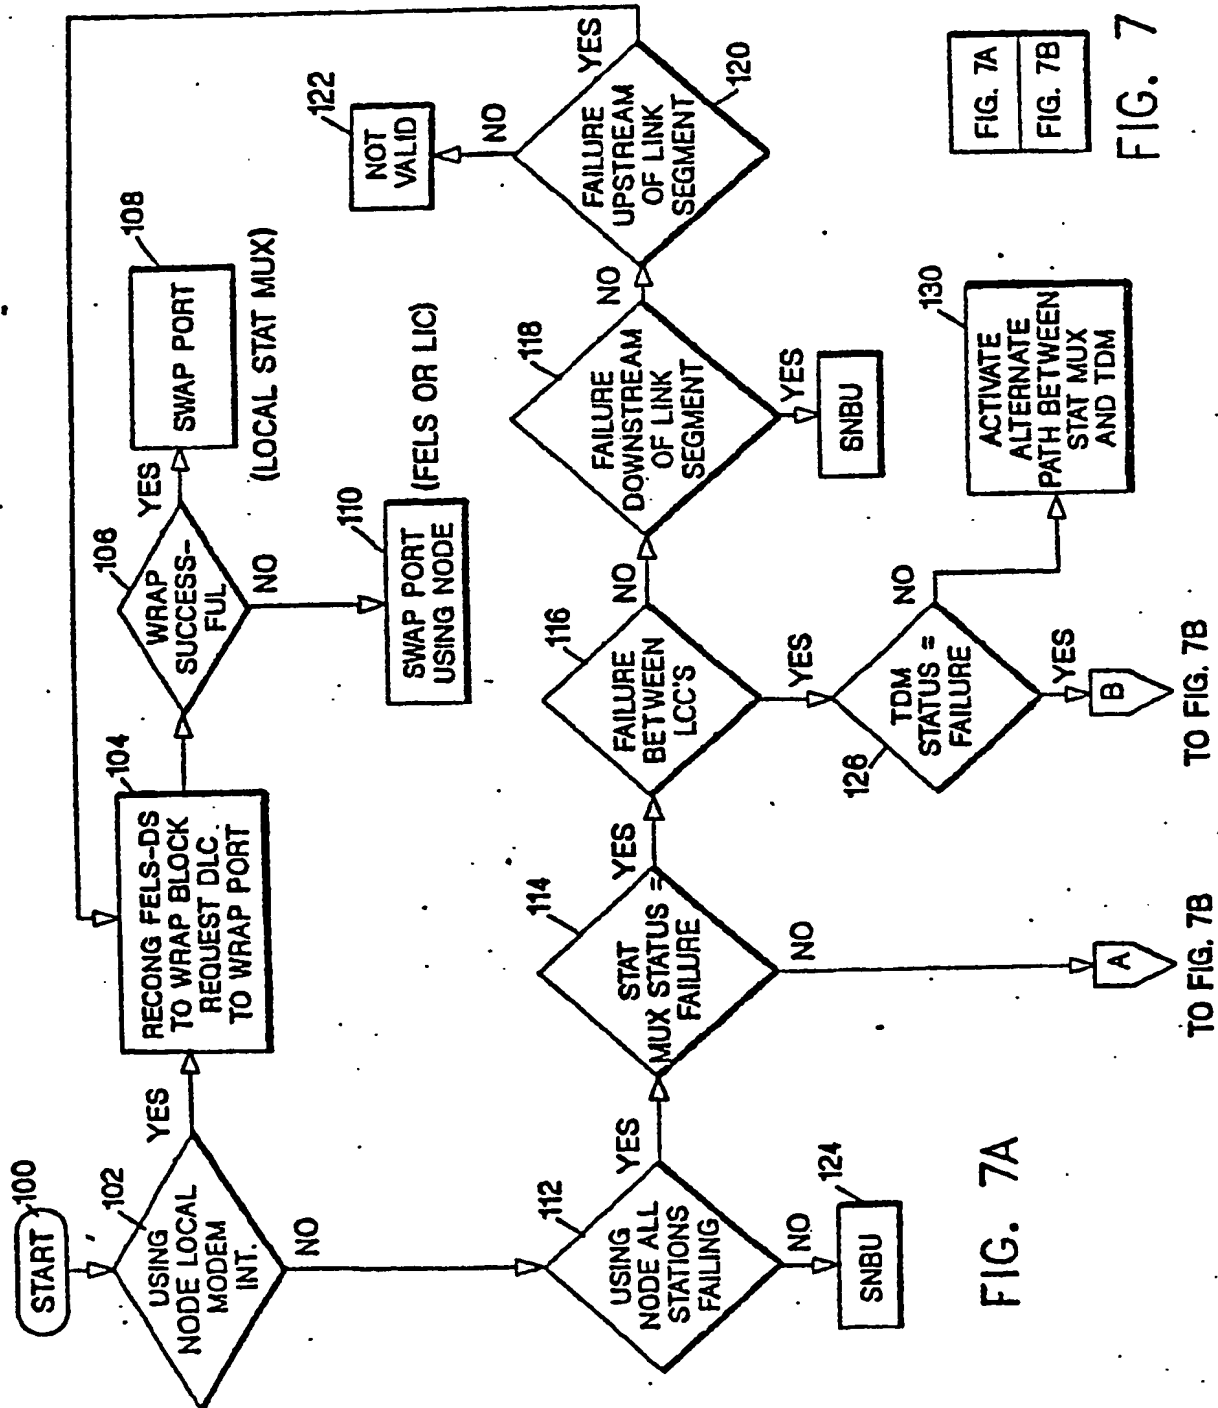 START
100
USING
NODE LOCAL
MODEM
INT.
102
YES
NO
RECONG FELS-DS
TO WRAP BLOCK
REQUEST DLC.
TO WRAP PORT
104
WRAP
SUCCESS-
FUL
106
YES
NO
SWAP PORT
108
(LOCAL STAT MUX)
SWAP PORT
USING NODE
110
(FELS OR LIC)
USING
NODE ALL
STATIONS
FAILING
112
YES
NO
SNBU
124
STAT
MUX STATUS =
FAILURE
114
YES
NO
A
TO FIG. 7B
FAILURE
BETWEEN
LCC'S
116
NO
YES
TDM
STATUS =
FAILURE
126
NO
YES
B
TO FIG. 7B
ACTIVATE
ALTERNATE
PATH BETWEEN
STAT MUX
AND TDM
130
FAILURE
DOWNSTREAM
OF LINK
SEGMENT
118
NO
YES
SNBU
FAILURE
UPSTREAM
OF LINK
SEGMENT
120
YES
NO
NOT
VALID
122
FIG. 7A
FIG. 7A
FIG. 7B
FIG. 7